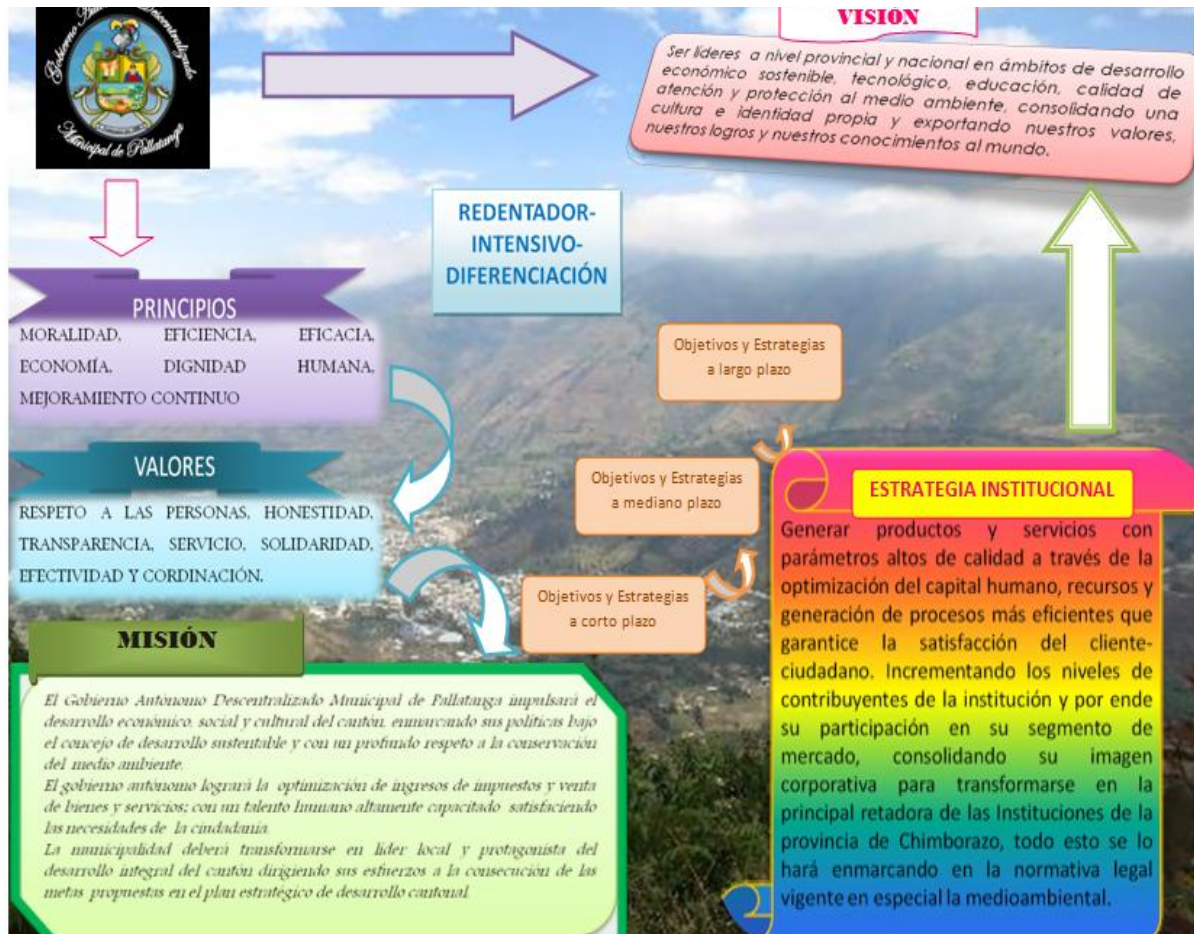 Gobierno Autónomo Descentralizado
Municipal de Pallatanga
VISIÓN
Ser líderes a nivel provincial y nacional en ámbitos de desarrollo
económico sostenible, tecnológico, educación, calidad de
atención y protección al medio ambiente, consolidando una
cultura e identidad propia y exportando nuestros valores,
nuestros logros y nuestros conocimientos al mundo.
REDENTADOR-
INTENSIVO-
DIFERENCIACIÓN
PRINCIPIOS
MORALIDAD, EFICIENCIA, EFICACIA,
ECONOMÍA, DIGNIDAD HUMANA,
MEJORAMIENTO CONTINUO
VALORES
RESPETO A LAS PERSONAS, HONESTIDAD,
TRANSPARENCIA, SERVICIO, SOLIDARIDAD,
EFECTIVIDAD Y CORDINACIÓN.
Objetivos y Estrategias
a largo plazo
Objetivos y Estrategias
a mediano plazo
Objetivos y Estrategias
a corto plazo
MISIÓN
El Gobierno Autónomo Descentralizado Municipal de Pallatanga impulsará el
desarrollo económico, social y cultural del cantón, enmarcando sus políticas bajo
el concejo de desarrollo sustentable y con un profundo respeto a la conservación
del medio ambiente.
El gobierno autónomo logrará la optimización de ingresos de impuestos y venta
de bienes y servicios; con un talento humano altamente capacitado satisfaciendo
las necesidades de la ciudadanía.
La municipalidad deberá transformarse en líder local y protagonista del
desarrollo integral del cantón dirigiendo sus esfuerzos a la consecución de las
metas propuestas en el plan estratégico de desarrollo cantonal.
ESTRATEGIA INSTITUCIONAL
Generar productos y servicios con
parámetros altos de calidad a través de la
optimización del capital humano, recursos y
generación de procesos más eficientes que
garantice la satisfacción del cliente-
ciudadano. Incrementando los niveles de
contribuyentes de la institución y por ende
su participación en su segmento de
mercado, consolidando su imagen
corporativa para transformarse en la
principal retadora de las Instituciones de la
provincia de Chimborazo, todo esto se lo
hará enmarcando en la normativa legal
vigente en especial la medioambiental.